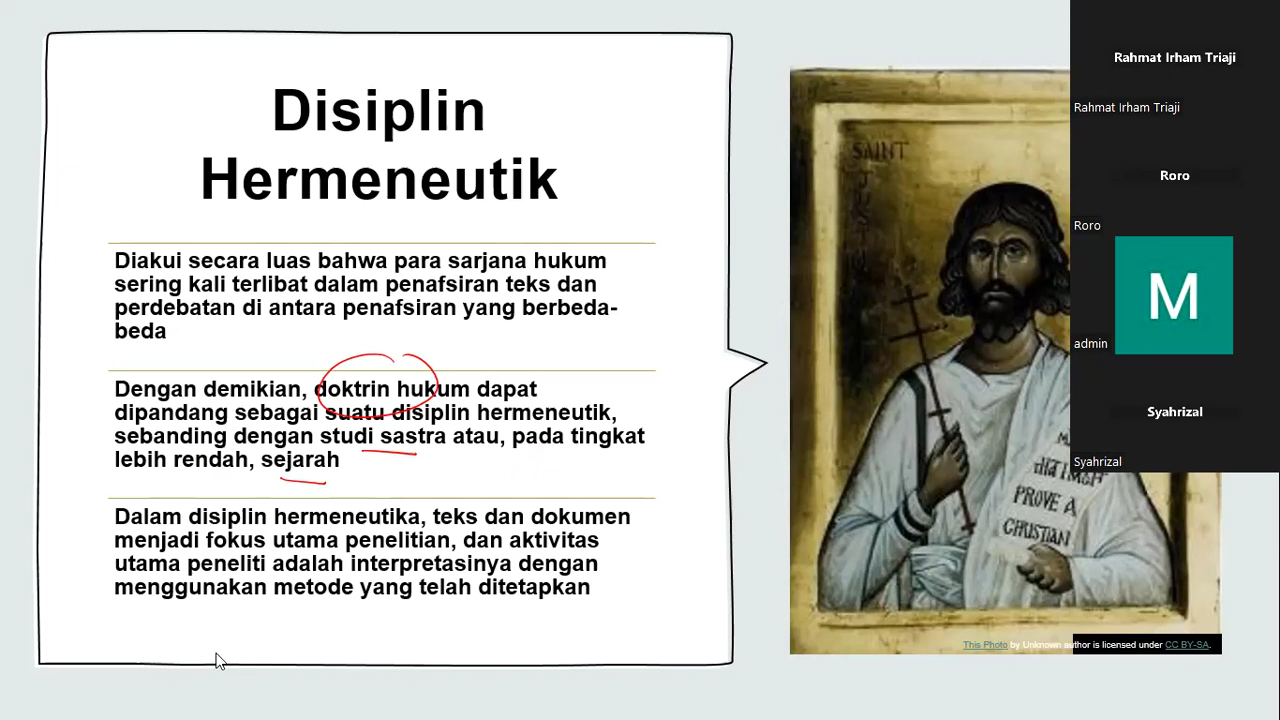 Disiplin
Hermeneutik
Diakui secara luas bahwa para sarjana hukum
sering kali terlibat dalam penafsiran teks dan
perdebatan di antara penafsiran yang berbeda-
beda
Dengan demikian, doktrin hukum dapat
dipandang sebagai suatu disiplin hermeneutik,
sebanding dengan studi sastra atau, pada tingkat
lebih rendah, sejarah
Dalam disiplin hermeneutika, teks dan dokumen
menjadi fokus utama penelitian, dan aktivitas
utama peneliti adalah interpretasinya dengan
menggunakan metode yang telah ditetapkan
SAINT
PROVE A
CHRISTIAN
This Photo by Unknown author is licensed under CC BY-SA.
Rahmat Irham Triaji
Rahmat Irham Triaji
Roro
Roro
M
admin
Syahrizal
Syahrizal